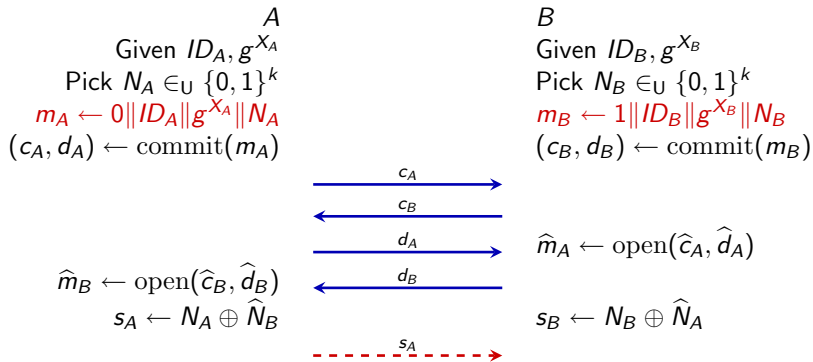 A B
Given ID_A, g^{X_A} Given ID_B, g^{X_B}
Pick N_A ∈_U {0, 1}^k Pick N_B ∈_U {0, 1}^k
m_A ← 0‖ID_A‖g^{X_A}‖N_A m_B ← 1‖ID_B‖g^{X_B}‖N_B
(c_A, d_A) ← commit(m_A) (c_B, d_B) ← commit(m_B)
c_A
c_B
d_A m̂_A ← open(ĉ_A, d̂_A)
m̂_B ← open(ĉ_B, d̂_B) d_B
s_A ← N_A ⊕ N̂_B s_B ← N_B ⊕ N̂_A
s_A